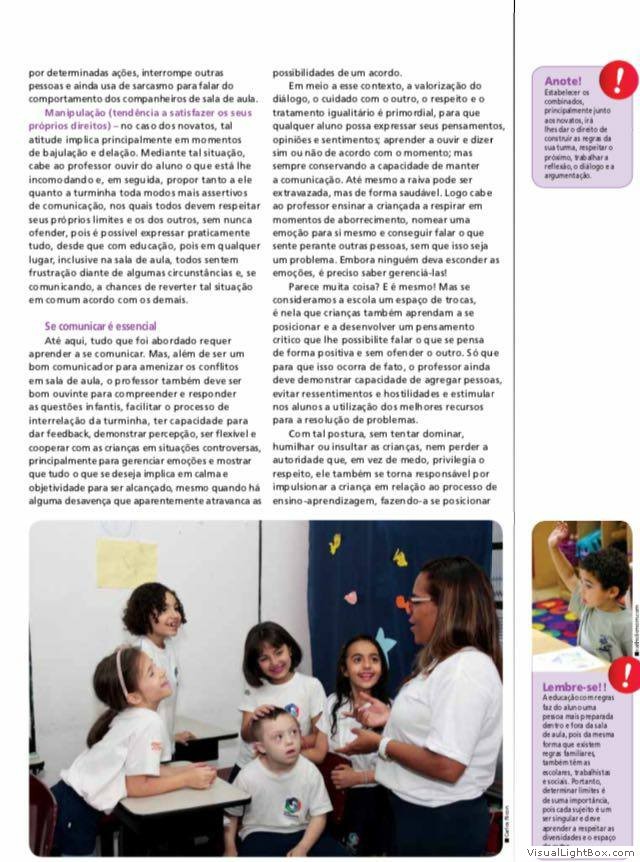 por determinadas ações, interrompe outras
pessoas e ainda usa de sarcasmo para falar do
comportamento dos companheiros de sala de aula.
Manipulação (tendência a satisfazer os seus
próprios direitos) – no caso dos novatos, tal
atitude implica principalmente em momentos
de bajulação e delação. Mediante tal situação,
cabe ao professor ouvir do aluno o que está lhe
incomodando e, em seguida, propor tanto a ele
quanto a turminha toda modos mais assertivos
de comunicação, nos quais todos devem respeitar
seus próprios limites e os dos outros, sem nunca
ofender, pois é possível expressar praticamente
tudo, desde que com educação, pois em qualquer
lugar, inclusive na sala de aula, todos sentem
frustração diante de algumas circunstâncias e, se
comunicando, a chances de reverter tal situação
em comum acordo com os demais.
Se comunicar é essencial
Até aqui, tudo que foi abordado requer
aprender a se comunicar. Mas, além de ser um
bom comunicador para amenizar os conflitos
em sala de aula, o professor também deve ser
bom ouvinte para compreender e responder
as questões infantis, facilitar o processo de
interrelação da turminha, ter capacidade para
dar feedback, demonstrar percepção, ser flexível e
cooperar com as crianças em situações controversas,
principalmente para gerenciar emoções e mostrar
que tudo o que se deseja implica em calma e
objetividade para ser alcançado, mesmo quando há
alguma desavença que aparentemente atravanca as
possibilidades de um acordo.
Em meio a esse contexto, a valorização do
diálogo, o cuidado com o outro, o respeito e o
tratamento igualitário é primordial, para que
qualquer aluno possa expressar seus pensamentos,
opiniões e sentimentos; aprender a ouvir e dizer
sim ou não de acordo com o momento; mas
sempre conservando a capacidade de manter
a comunicação. Até mesmo a raiva pode ser
extravazada, mas de forma saudável. Logo cabe
ao professor ensinar a criançada a respirar em
momentos de aborrecimento, nomear uma
emoção para si mesmo e conseguir falar o que
sente perante outras pessoas, sem que isso seja
um problema. Embora ninguém deva esconder as
emoções, é preciso saber gerenciá-las!
Parece muita coisa? E é mesmo! Mas se
consideramos a escola um espaço de trocas,
é nela que crianças também aprendam a se
posicionar e a desenvolver um pensamento
crítico que lhe possibilite falar o que se pensa
de forma positiva e sem ofender o outro. Só que
para que isso ocorra de fato, o professor ainda
deve demonstrar capacidade de agregar pessoas,
evitar ressentimentos e hostilidades e estimular
nos alunos a utilização dos melhores recursos
para a resolução de problemas.
Com tal postura, sem tentar dominar,
humilhar ou insultar as crianças, nem perder a
autoridade que, em vez de medo, privilegia o
respeito, ele também se torna responsável por
impulsionar a criança em relação ao processo de
ensino-aprendizagem, fazendo-a se posicionar
Anote!
Estabelecer os
combinados,
principalmente junto
aos novatos, irá
lhes dar o direito de
construir as regras da
sua turma, respeitar o
próximo, trabalhar a
reflexão, o diálogo e a
argumentação.
Lembre-se!!
A educação com regras
faz do aluno uma
pessoa mais preparada
dentro e fora da sala
de aula, pois da mesma
forma que existem
regras familiares,
também têm as
escolares, trabalhistas
e sociais. Portanto,
determinar limites é
de suma importância,
pois cada sujeito é um
ser singular e deve
aprender a respeitar as
diversidades e o espaço
VisualLightBox.com